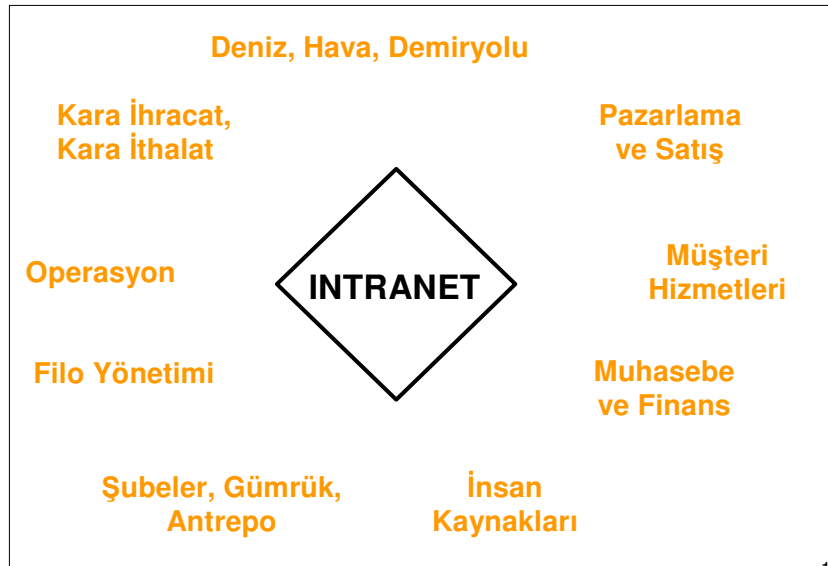 Deniz, Hava, Demiryolu
Kara İhracat,
Kara İthalat
Pazarlama
ve Satış
Operasyon
INTRANET
Müşteri
Hizmetleri
Filo Yönetimi
Muhasebe
ve Finans
Şubeler, Gümrük,
Antrepo
İnsan
Kaynakları